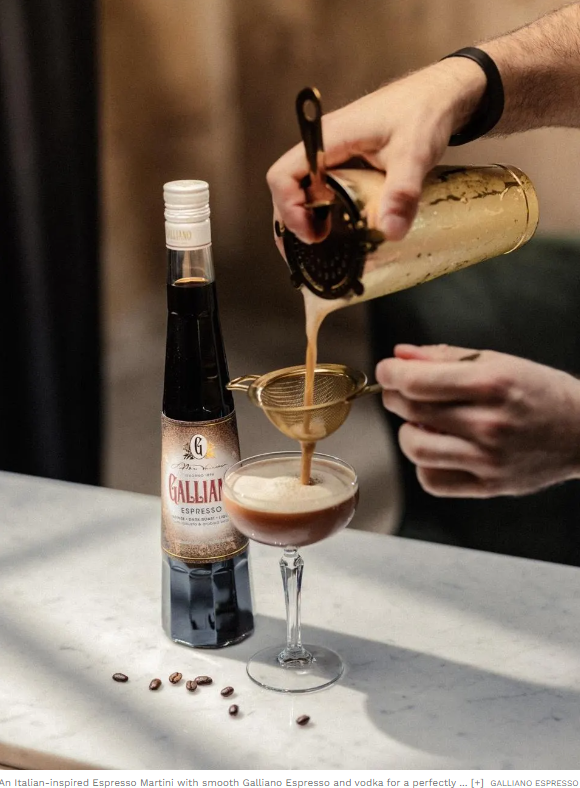 GALLIANO
G
GALLIAN
ESPRESSO
An Italian-inspired Espresso Martini with smooth Galliano Espresso and vodka for a perfectly ... [+] GALLIANO ESPRESSO